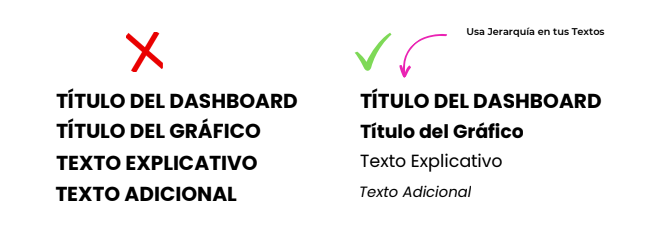 Usa Jerarquía en tus Textos
TÍTULO DEL DASHBOARD
TÍTULO DEL GRÁFICO
TEXTO EXPLICATIVO
TEXTO ADICIONAL
TÍTULO DEL DASHBOARD
Título del Gráfico
Texto Explicativo
Texto Adicional